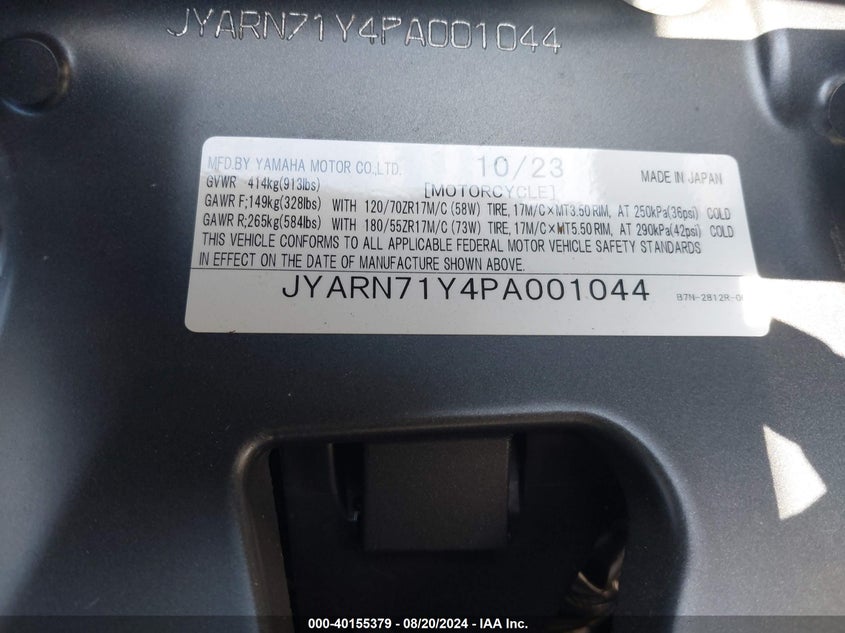 JYARN71Y4PA001044
MFD.BY YAMAHA MOTOR CO.,LTD. 10/23 MADE IN JAPAN
GVWR 414kg(913lbs) [MOTORCYCLE]
GAWR F;149kg(328lbs) WITH 120/70ZR17M/C (58W) TIRE, 17M/C×MT3.50 RIM, AT 250kPa(36psi) COLD
GAWR R;265kg(584lbs) WITH 180/55ZR17M/C (73W) TIRE, 17M/C×MT5.50 RIM, AT 290kPa(42psi) COLD
THIS VEHICLE CONFORMS TO ALL APPLICABLE FEDERAL MOTOR VEHICLE SAFETY STANDARDS
IN EFFECT ON THE DATE OF MANUFACTURE SHOWN ABOVE.
JYARN71Y4PA001044
000-40155379 - 08/20/2024 - IAA Inc.